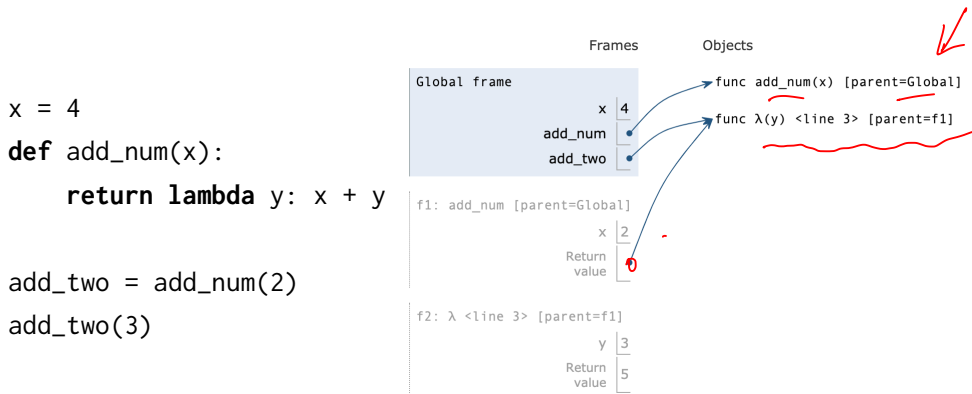 x = 4
def add_num(x):
    return lambda y: x + y
add_two = add_num(2)
add_two(3)
Frames
Objects
Global frame
x 4
add_num
add_two
func add_num(x) [parent=Global]
func λ(y) <line 3> [parent=f1]
f1: add_num [parent=Global]
x 2
Return
value
f2: λ <line 3> [parent=f1]
y 3
Return
value 5